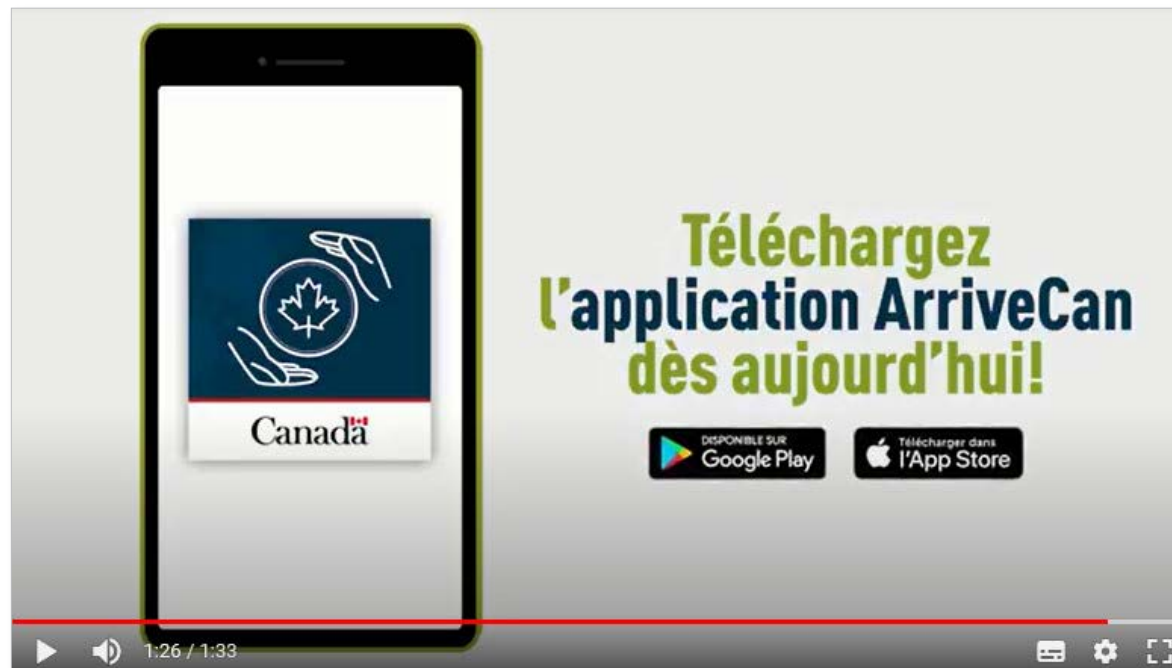 Canada
Téléchargez
l'application ArriveCan
dès aujourd'hui!
DISPONIBLE SUR
Google Play
Télécharger dans
l'App Store
1:26 / 1:33